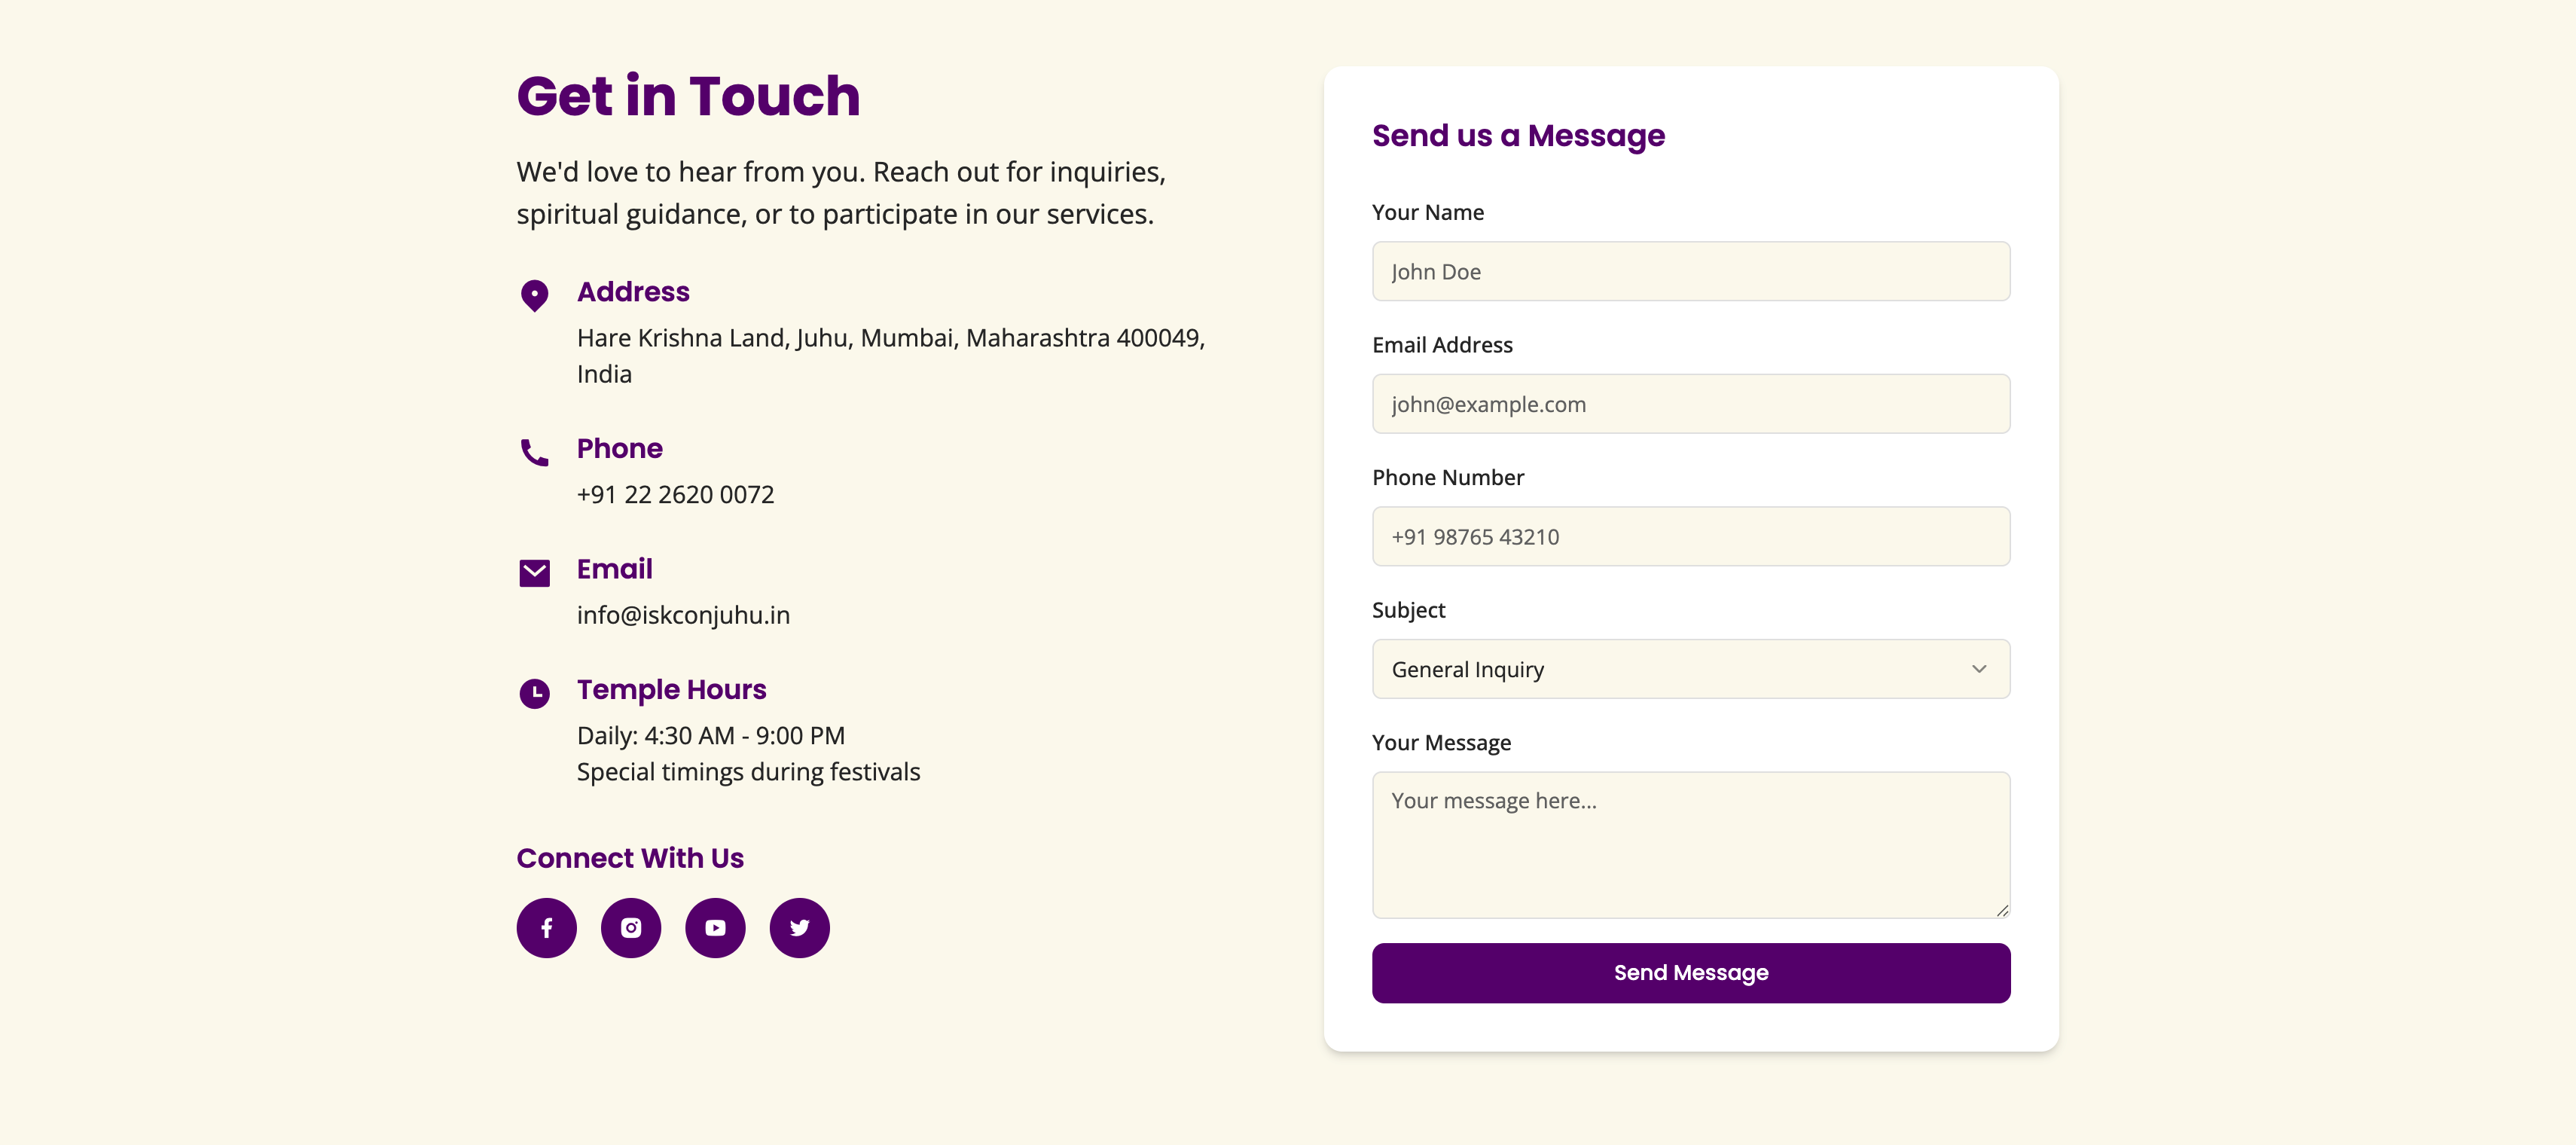 Get in Touch
We'd love to hear from you. Reach out for inquiries,
spiritual guidance, or to participate in our services.
Address
Hare Krishna Land, Juhu, Mumbai, Maharashtra 400049,
India
Phone
+91 22 2620 0072
Email
info@iskconjuhu.in
Temple Hours
Daily: 4:30 AM - 9:00 PM
Special timings during festivals
Connect With Us
Send us a Message
Your Name
John Doe
Email Address
john@example.com
Phone Number
+91 98765 43210
Subject
General Inquiry
Your Message
Your message here...
Send Message